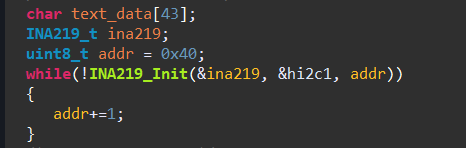 char text_data[43];
INA219_t ina219;
uint8_t addr = 0x40;
while(!INA219_Init(&ina219, &hi2c1, addr))
{
addr+=1;
}